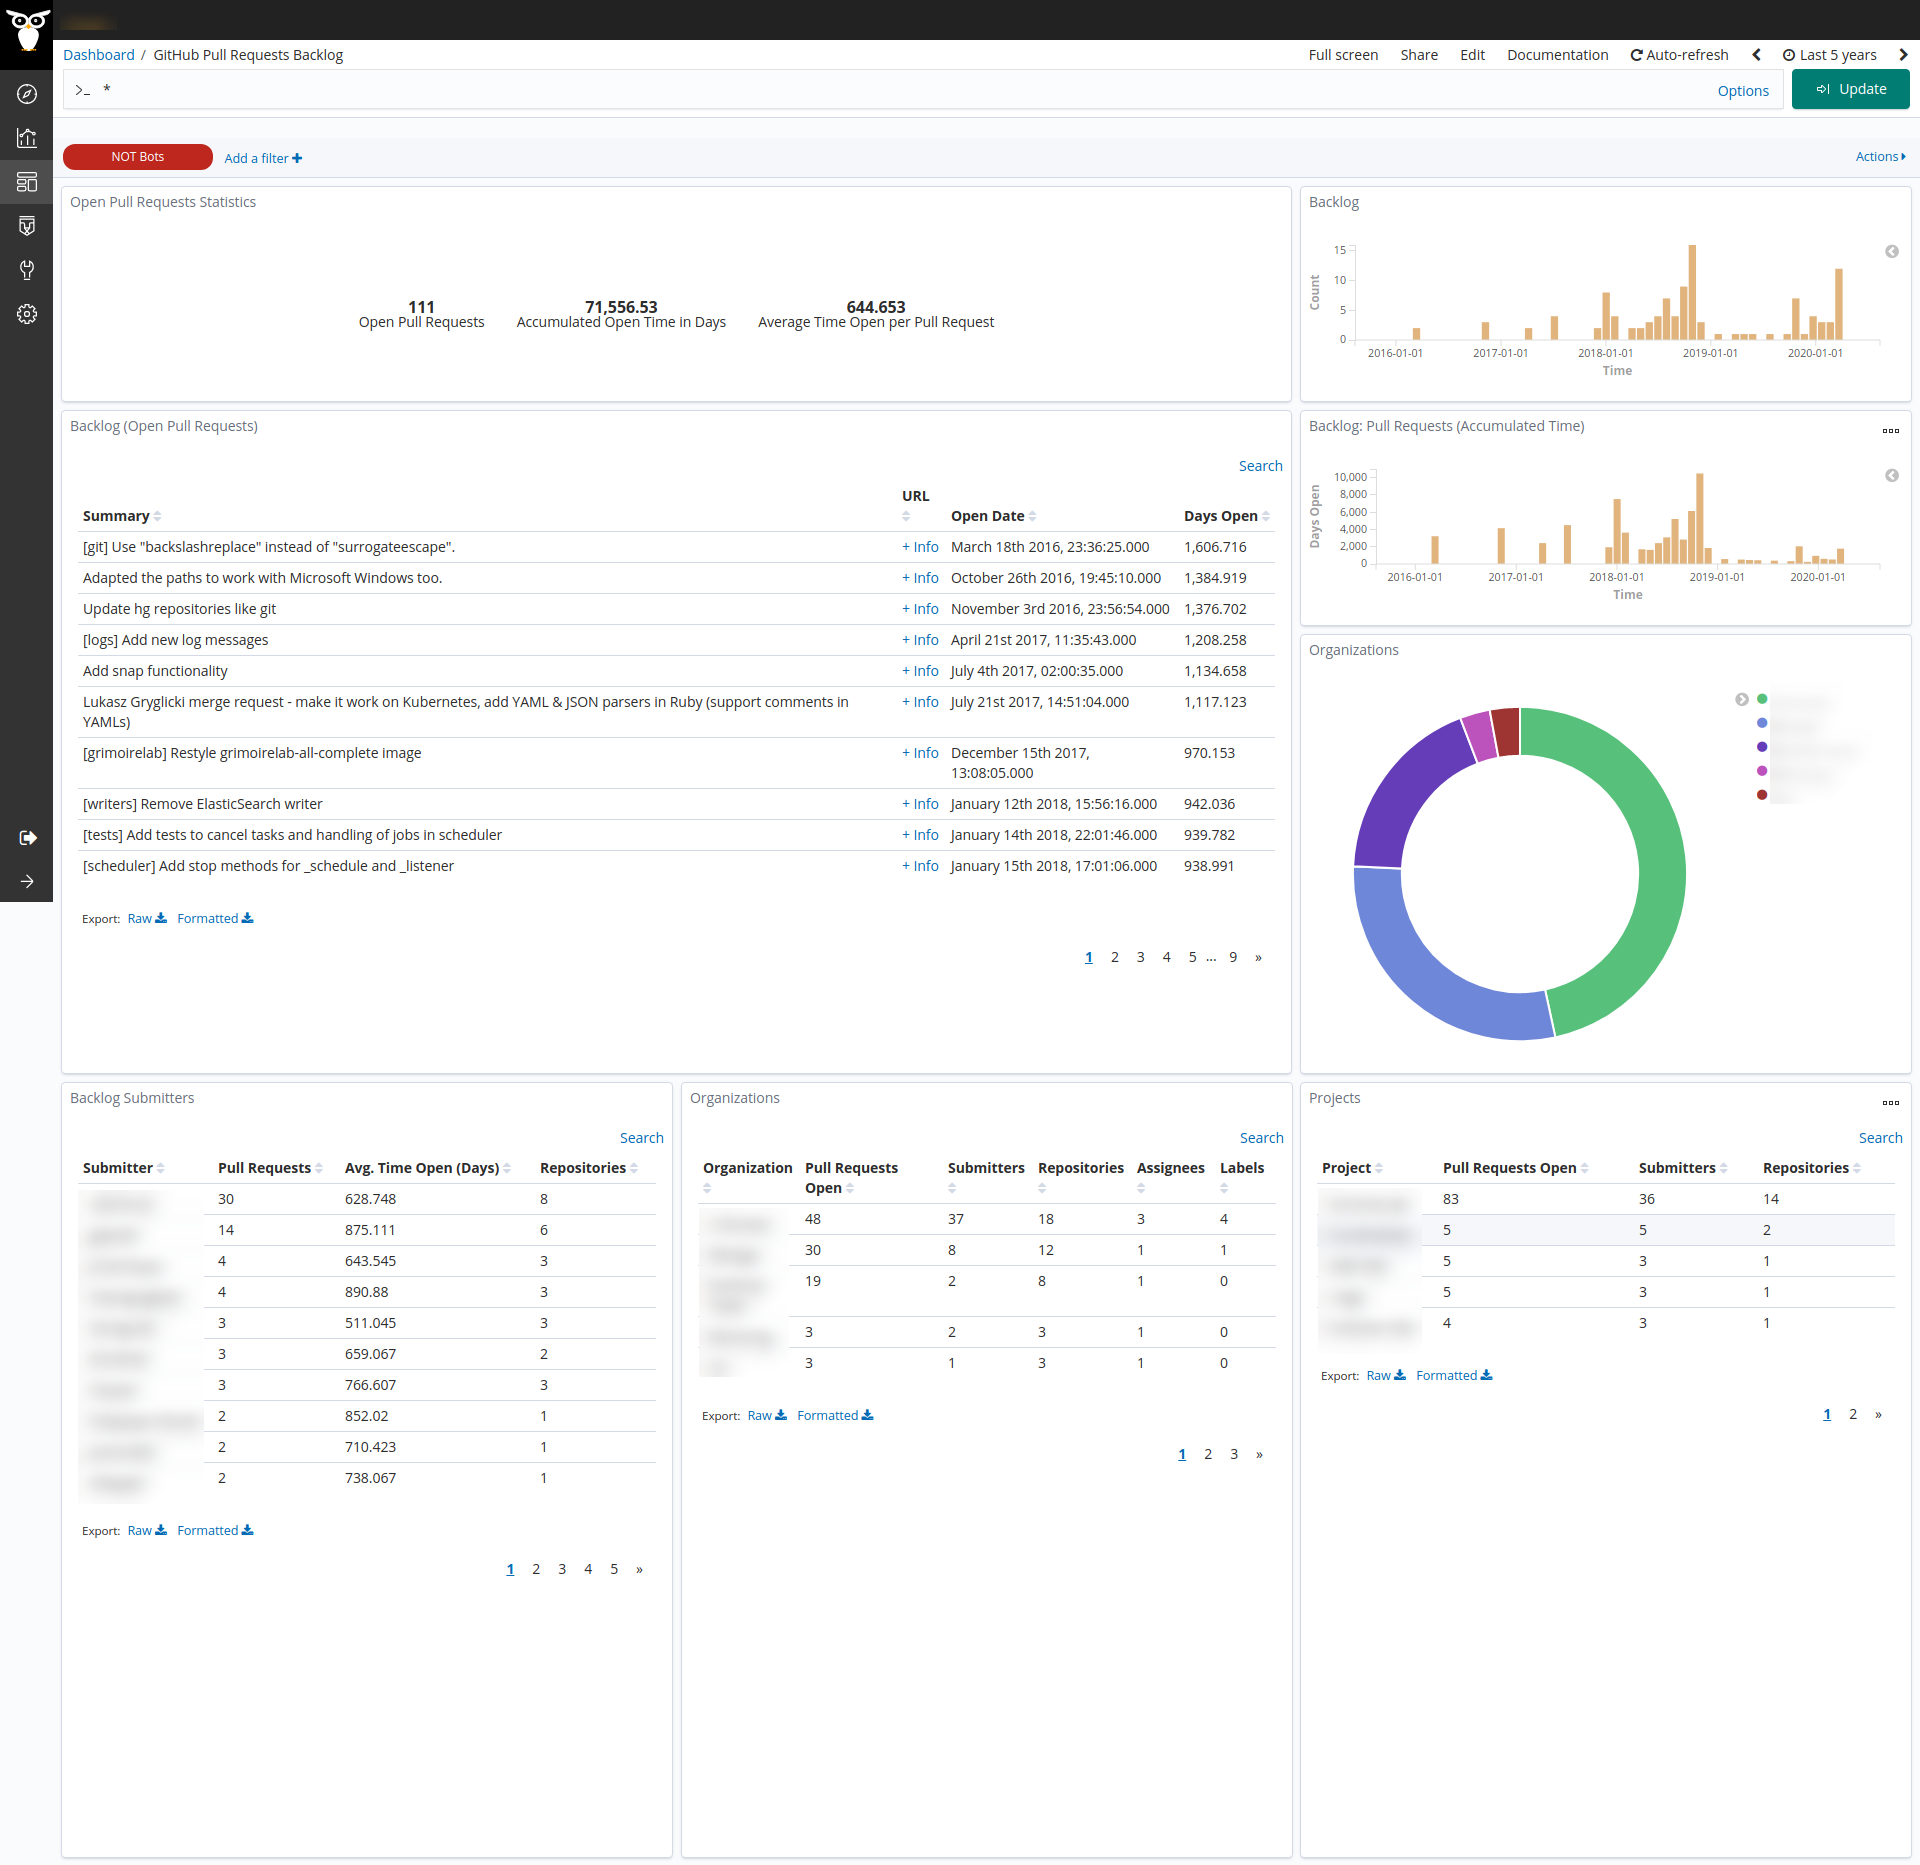 Dashboard / GitHub Pull Requests Backlog
Full screen Share Edit Documentation Auto-refresh Last 5 years
>_ *
Options
Update
NOT Bots
Add a filter
Actions
Open Pull Requests Statistics
111
Open Pull Requests
71,556.53
Accumulated Open Time in Days
644.653
Average Time Open per Pull Request
Backlog
15
10
5
0
Count
2016-01-01 2017-01-01 2018-01-01 2019-01-01 2020-01-01
Time
Backlog (Open Pull Requests)
Search
Summary URL Open Date Days Open
[git] Use "backslashreplace" instead of "surrogateescape". + Info March 18th 2016, 23:36:25.000 1,606.716
Adapted the paths to work with Microsoft Windows too. + Info October 26th 2016, 19:45:10.000 1,384.919
Update hg repositories like git + Info November 3rd 2016, 23:56:54.000 1,376.702
[logs] Add new log messages + Info April 21st 2017, 11:35:43.000 1,208.258
Add snap functionality + Info July 4th 2017, 02:00:35.000 1,134.658
Lukasz Gryglicki merge request - make it work on Kubernetes, add YAML & JSON parsers in Ruby (support comments in + Info July 21st 2017, 14:51:04.000 1,117.123
YAMLs)
[grimoirelab] Restyle grimoirelab-all-complete image + Info December 15th 2017, 970.153
13:08:05.000
[writers] Remove ElasticSearch writer + Info January 12th 2018, 15:56:16.000 942.036
[tests] Add tests to cancel tasks and handling of jobs in scheduler + Info January 14th 2018, 22:01:46.000 939.782
[scheduler] Add stop methods for _schedule and _listener + Info January 15th 2018, 17:01:06.000 938.991
Export: Raw Formatted
1 2 3 4 5 ... 9 »
Backlog: Pull Requests (Accumulated Time)
10,000
8,000
6,000
4,000
2,000
0
Days Open
2016-01-01 2017-01-01 2018-01-01 2019-01-01 2020-01-01
Time
Organizations
Backlog Submitters
Search
Submitter Pull Requests Avg. Time Open (Days) Repositories
30 628.748 8
14 875.111 6
4 643.545 3
4 890.88 3
3 511.045 3
3 659.067 2
3 766.607 3
2 852.02 1
2 710.423 1
2 738.067 1
Export: Raw Formatted
1 2 3 4 5 »
Organizations
Search
Organization Pull Requests Submitters Repositories Assignees Labels
Open
48 37 18 3 4
30 8 12 1 1
19 2 8 1 0
3 2 3 1 0
3 1 3 1 0
Export: Raw Formatted
1 2 3 »
Projects
Search
Project Pull Requests Open Submitters Repositories
83 36 14
5 5 2
5 3 1
5 3 1
4 3 1
Export: Raw Formatted
1 2 »